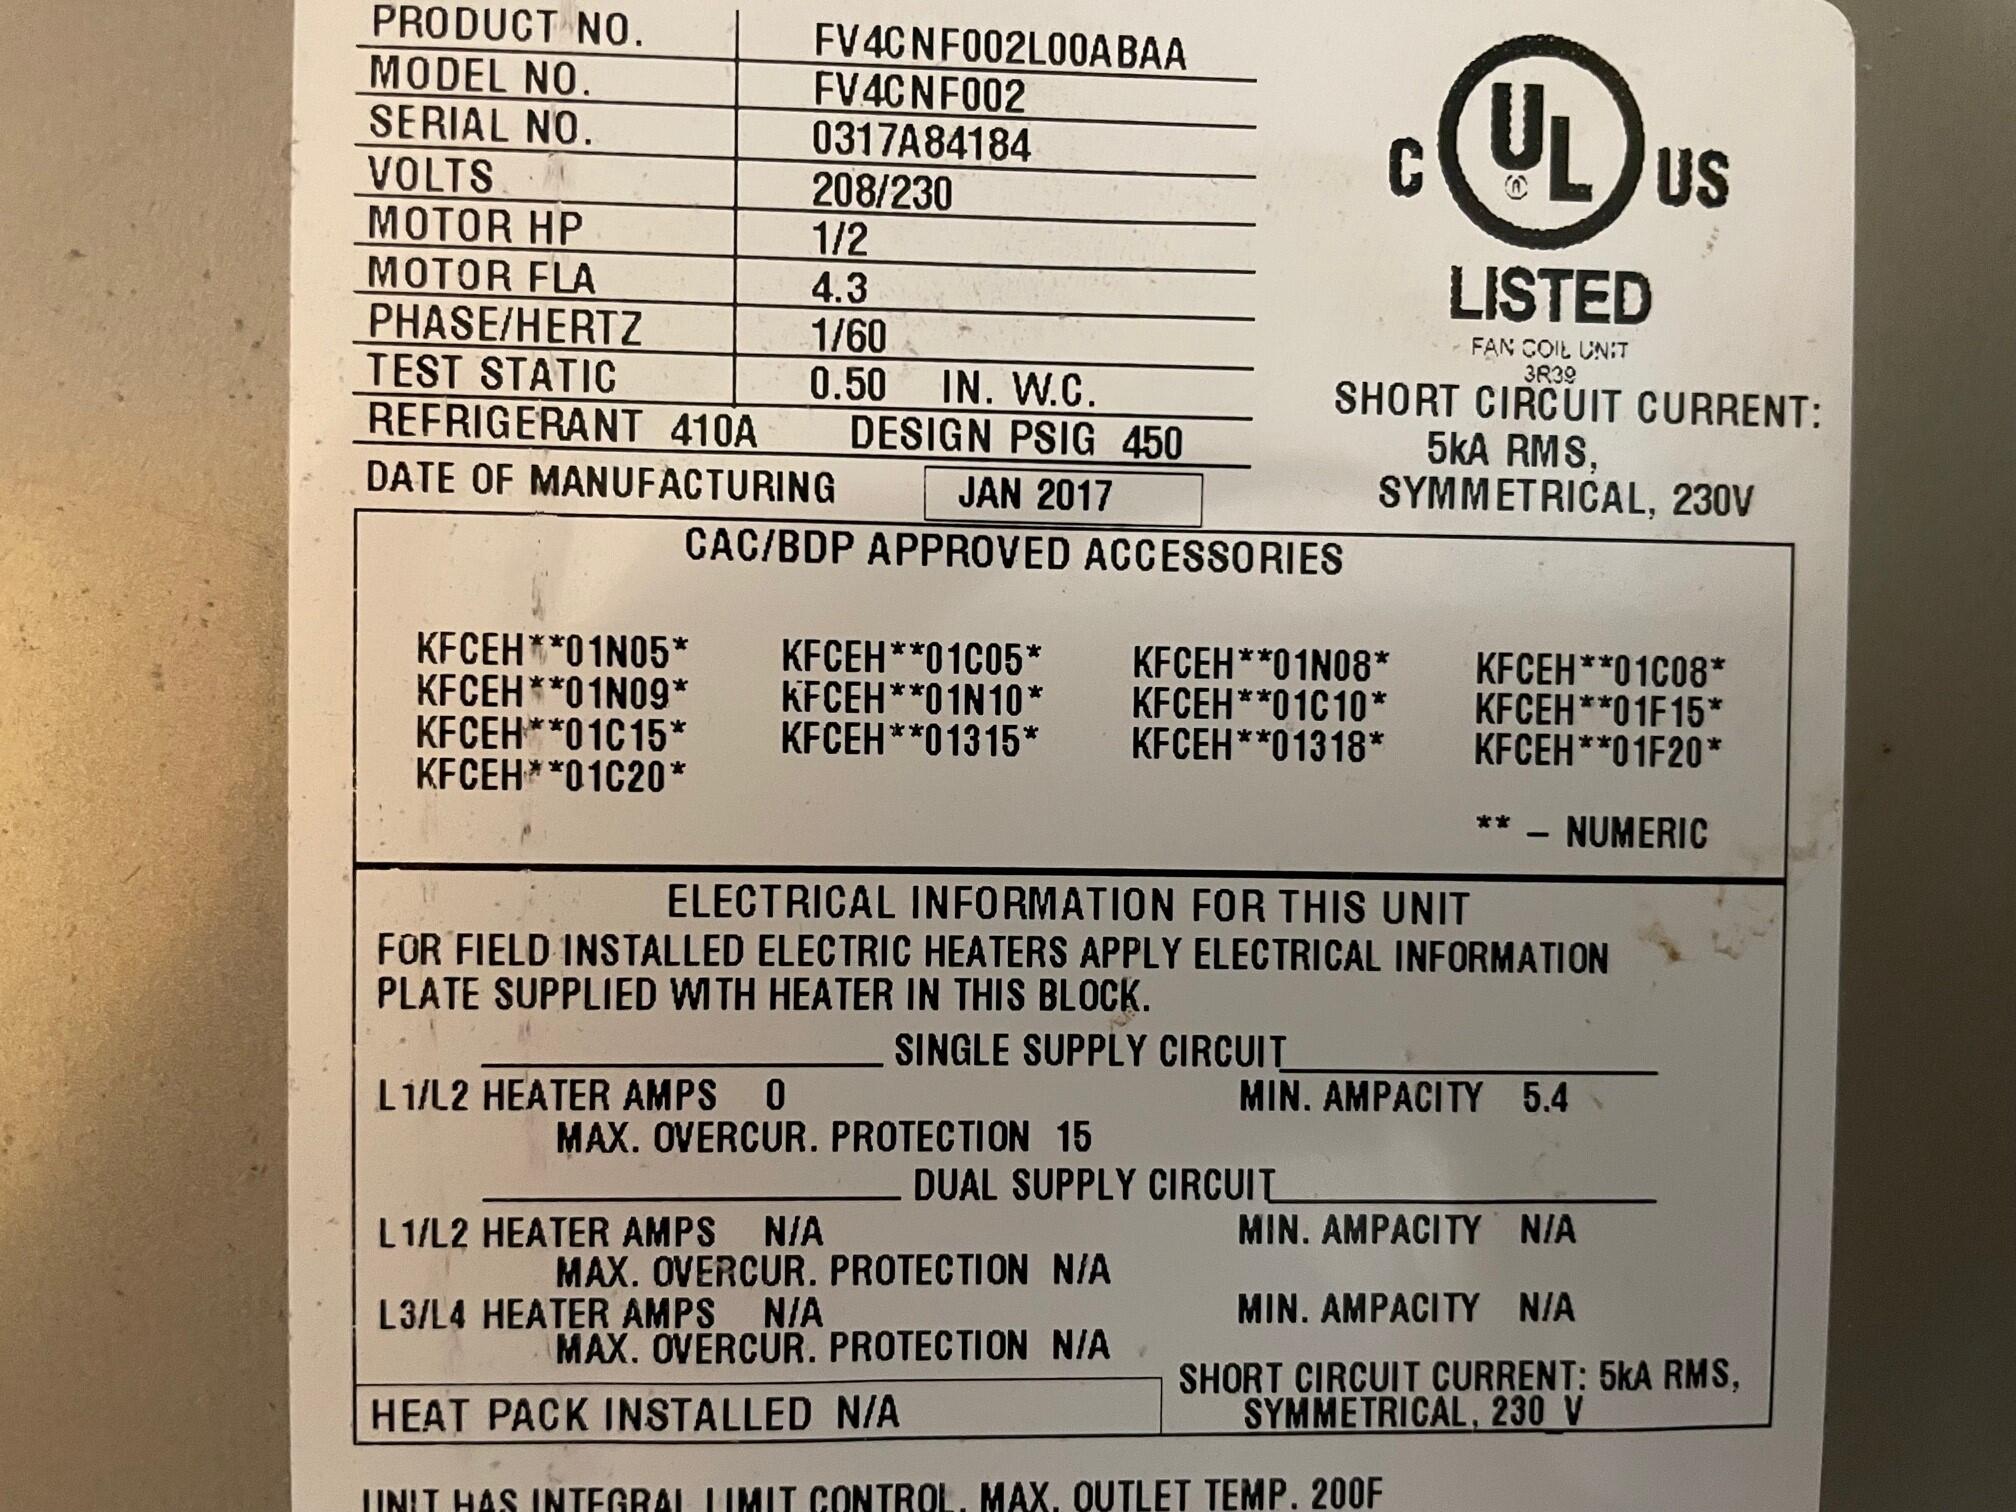 PRODUCT NO. FV4CNF002L00ABAA
MODEL NO. FV4CNF002
SERIAL NO. 0317A84184
VOLTS 208/230
MOTOR HP 1/2
MOTOR FLA 4.3
PHASE/HERTZ 1/60
TEST STATIC 0.50 IN. W.C.
REFRIGERANT 410A DESIGN PSIG 450
DATE OF MANUFACTURING JAN 2017
C UL US
LISTED
FAN COIL UNIT
3R39
SHORT CIRCUIT CURRENT:
5kA RMS,
SYMMETRICAL, 230V
CAC/BDP APPROVED ACCESSORIES
KFCEH**01N05* KFCEH**01C05* KFCEH**01N08* KFCEH**01C08*
KFCEH**01N09* KFCEH**01N10* KFCEH**01C10* KFCEH**01F15*
KFCEH**01C15* KFCEH**01315* KFCEH**01318* KFCEH**01F20*
KFCEH**01C20*
** – NUMERIC
ELECTRICAL INFORMATION FOR THIS UNIT
FOR FIELD INSTALLED ELECTRIC HEATERS APPLY ELECTRICAL INFORMATION
PLATE SUPPLIED WITH HEATER IN THIS BLOCK.
SINGLE SUPPLY CIRCUIT
L1/L2 HEATER AMPS 0 MIN. AMPACITY 5.4
MAX. OVERCUR. PROTECTION 15
DUAL SUPPLY CIRCUIT
L1/L2 HEATER AMPS N/A MIN. AMPACITY N/A
MAX. OVERCUR. PROTECTION N/A
L3/L4 HEATER AMPS N/A MIN. AMPACITY N/A
MAX. OVERCUR. PROTECTION N/A
SHORT CIRCUIT CURRENT: 5kA RMS,
SYMMETRICAL, 230 V
HEAT PACK INSTALLED N/A
UNIT HAS INTEGRAL LIMIT CONTROL. MAX. OUTLET TEMP. 200F